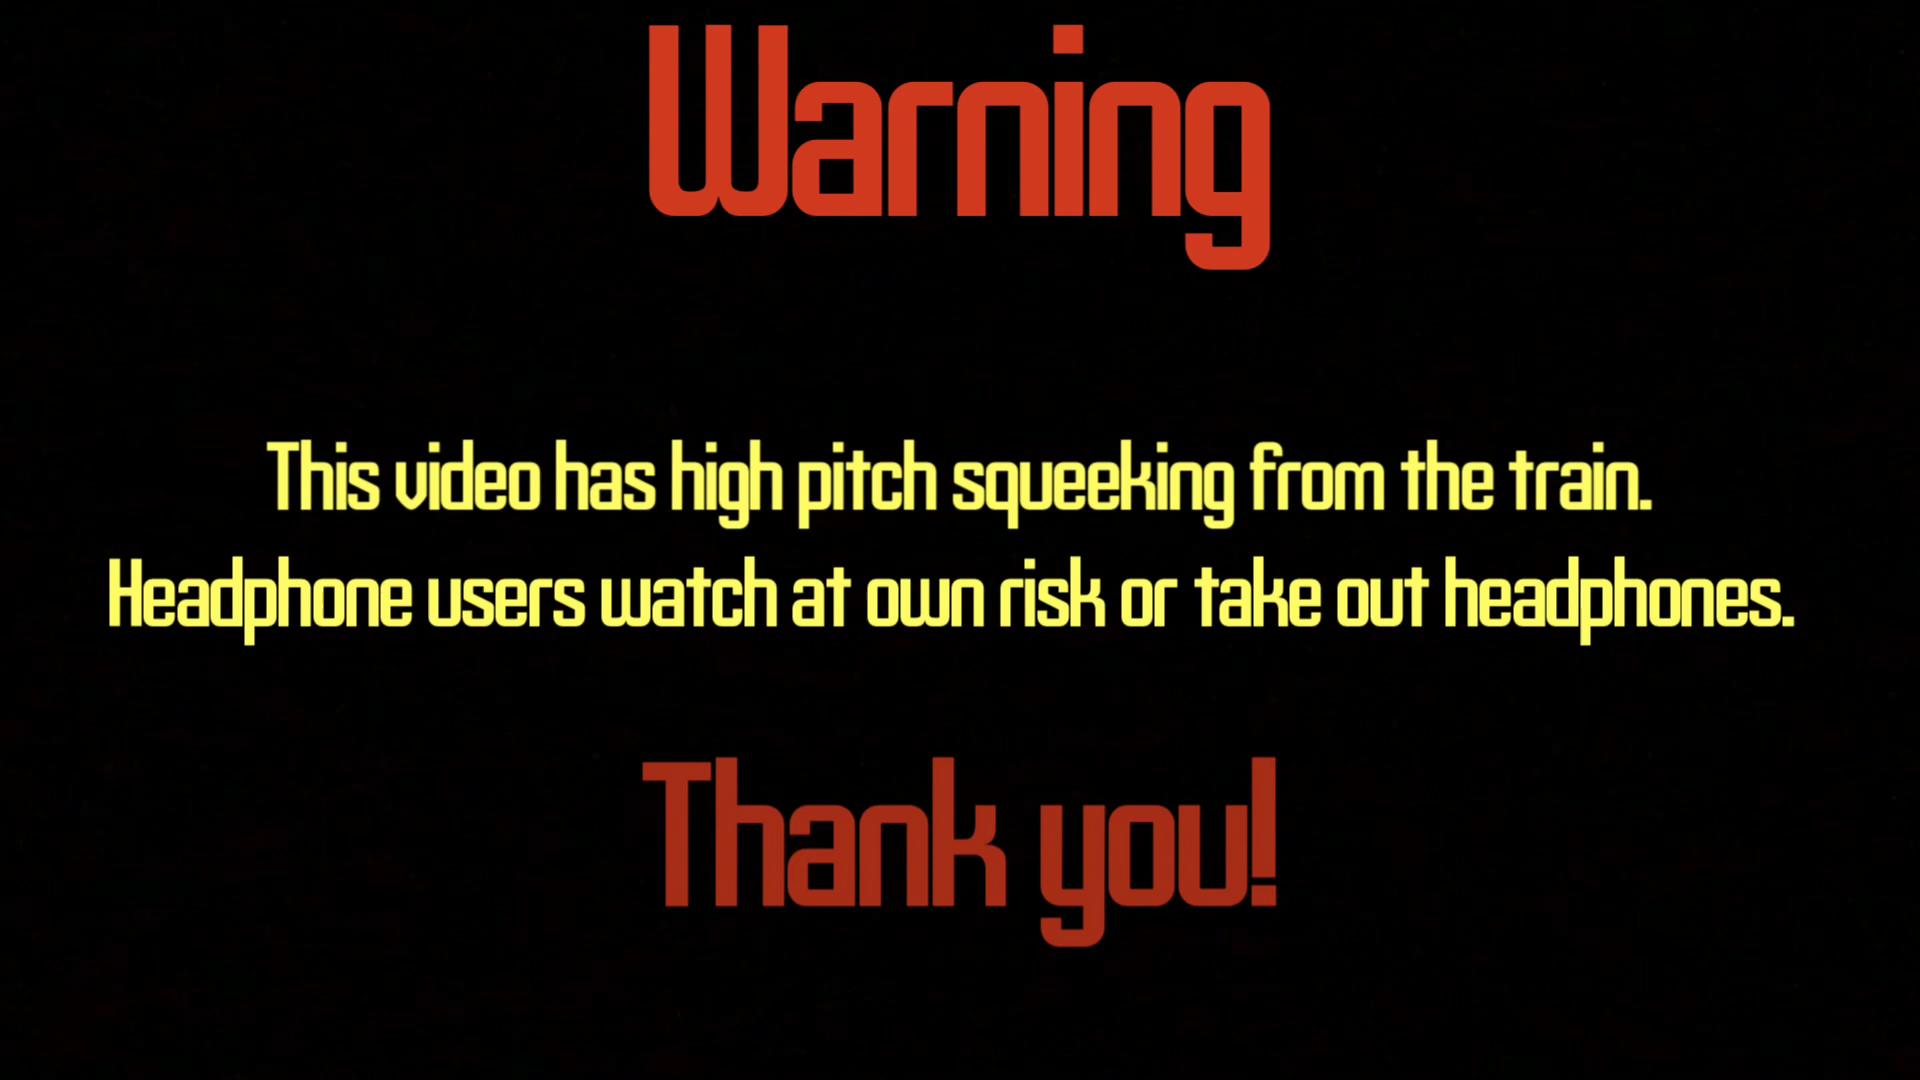 Warning
This video has high pitch squeeking from the train.
Headphone users watch at own risk or take out headphones.
Thank you!